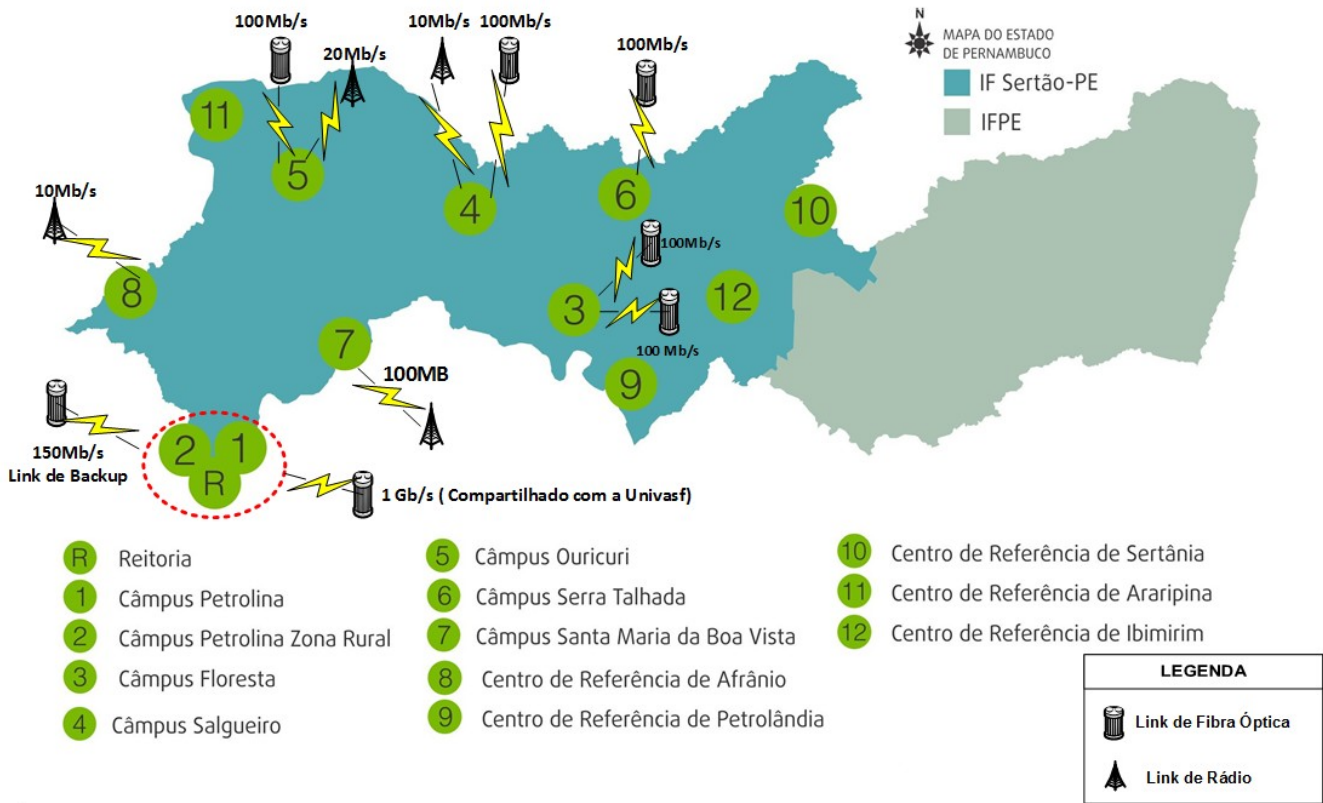 100Mb/s
20Mb/s
10Mb/s
100Mb/s
100Mb/s
N
MAPA DO ESTADO
DE PERNAMBUCO
IF Sertão-PE
IFPE
11
5
4
6
10
10Mb/s
8
100Mb/s
3
12
100 Mb/s
7
9
100MB
150Mb/s
Link de Backup
2
1
R
1 Gb/s ( Compartilhado com a Univasf)
R Reitoria
1 Câmpus Petrolina
2 Câmpus Petrolina Zona Rural
3 Câmpus Floresta
4 Câmpus Salgueiro
5 Câmpus Ouricuri
6 Câmpus Serra Talhada
7 Câmpus Santa Maria da Boa Vista
8 Centro de Referência de Afrânio
9 Centro de Referência de Petrolândia
10 Centro de Referência de Sertânia
11 Centro de Referência de Araripina
12 Centro de Referência de Ibimirim
LEGENDA
Link de Fibra Óptica
Link de Rádio